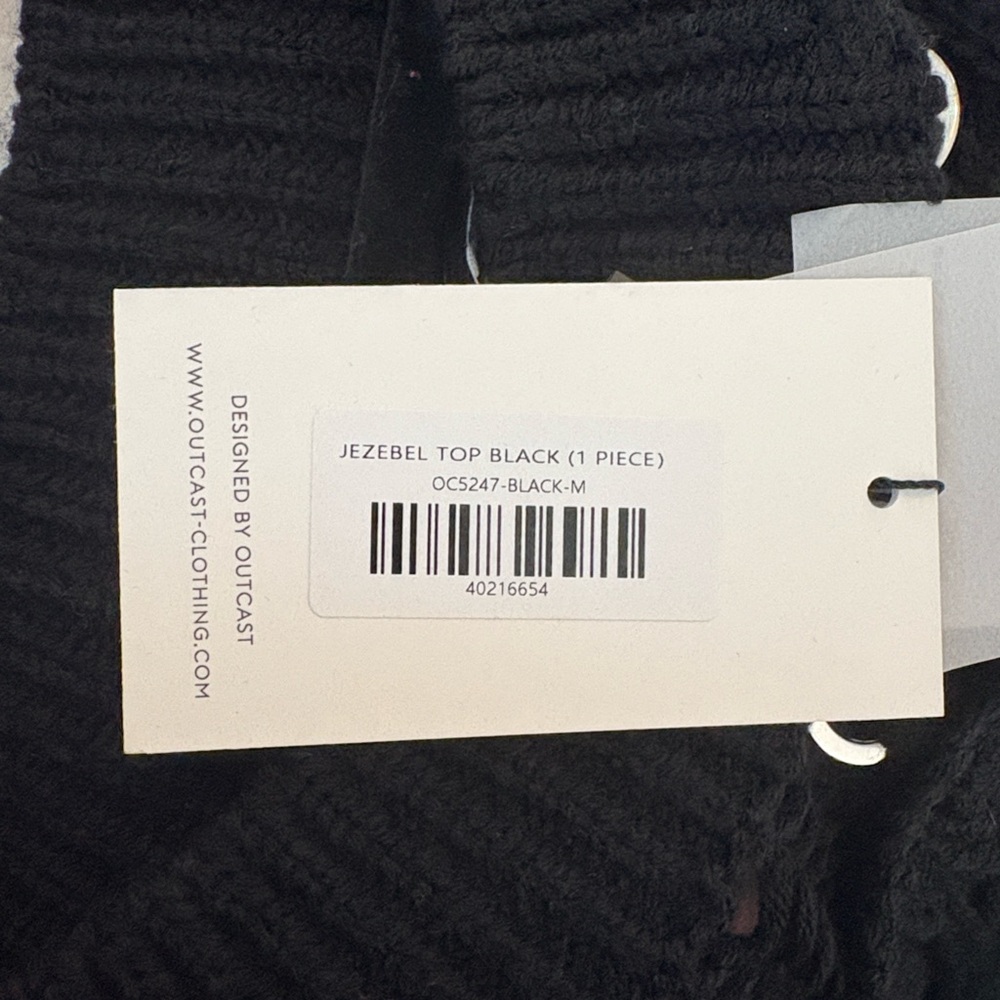 WWW.OUTCAST-CLOTHING.COM
DESIGNED BY OUTCAST
JEZEBEL TOP BLACK (1 PIECE)
OC5247-BLACK-M
40216654